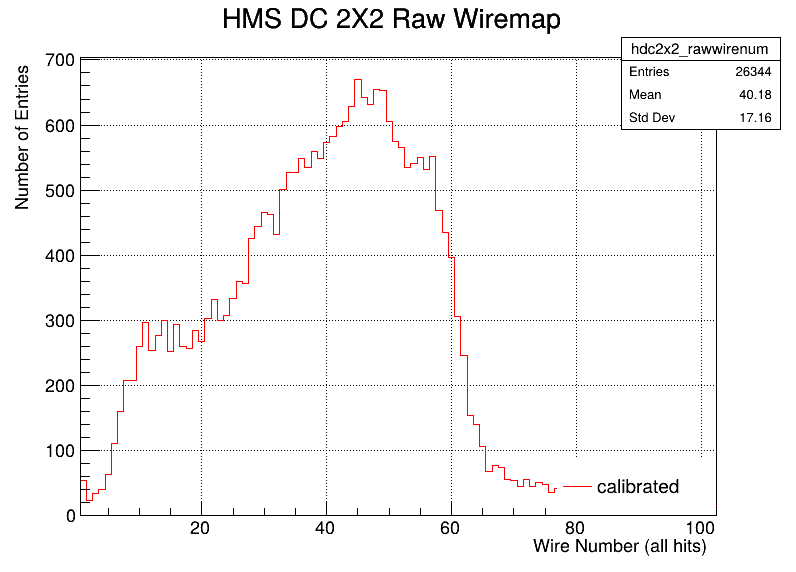 HMS DC 2X2 Raw Wiremap
hdc2x2_rawwirenum
Entries 26344
Mean 40.18
Std Dev 17.16
Number of Entries
700
600
500
400
300
200
100
0
calibrated
20 40 60 80 100
Wire Number (all hits)